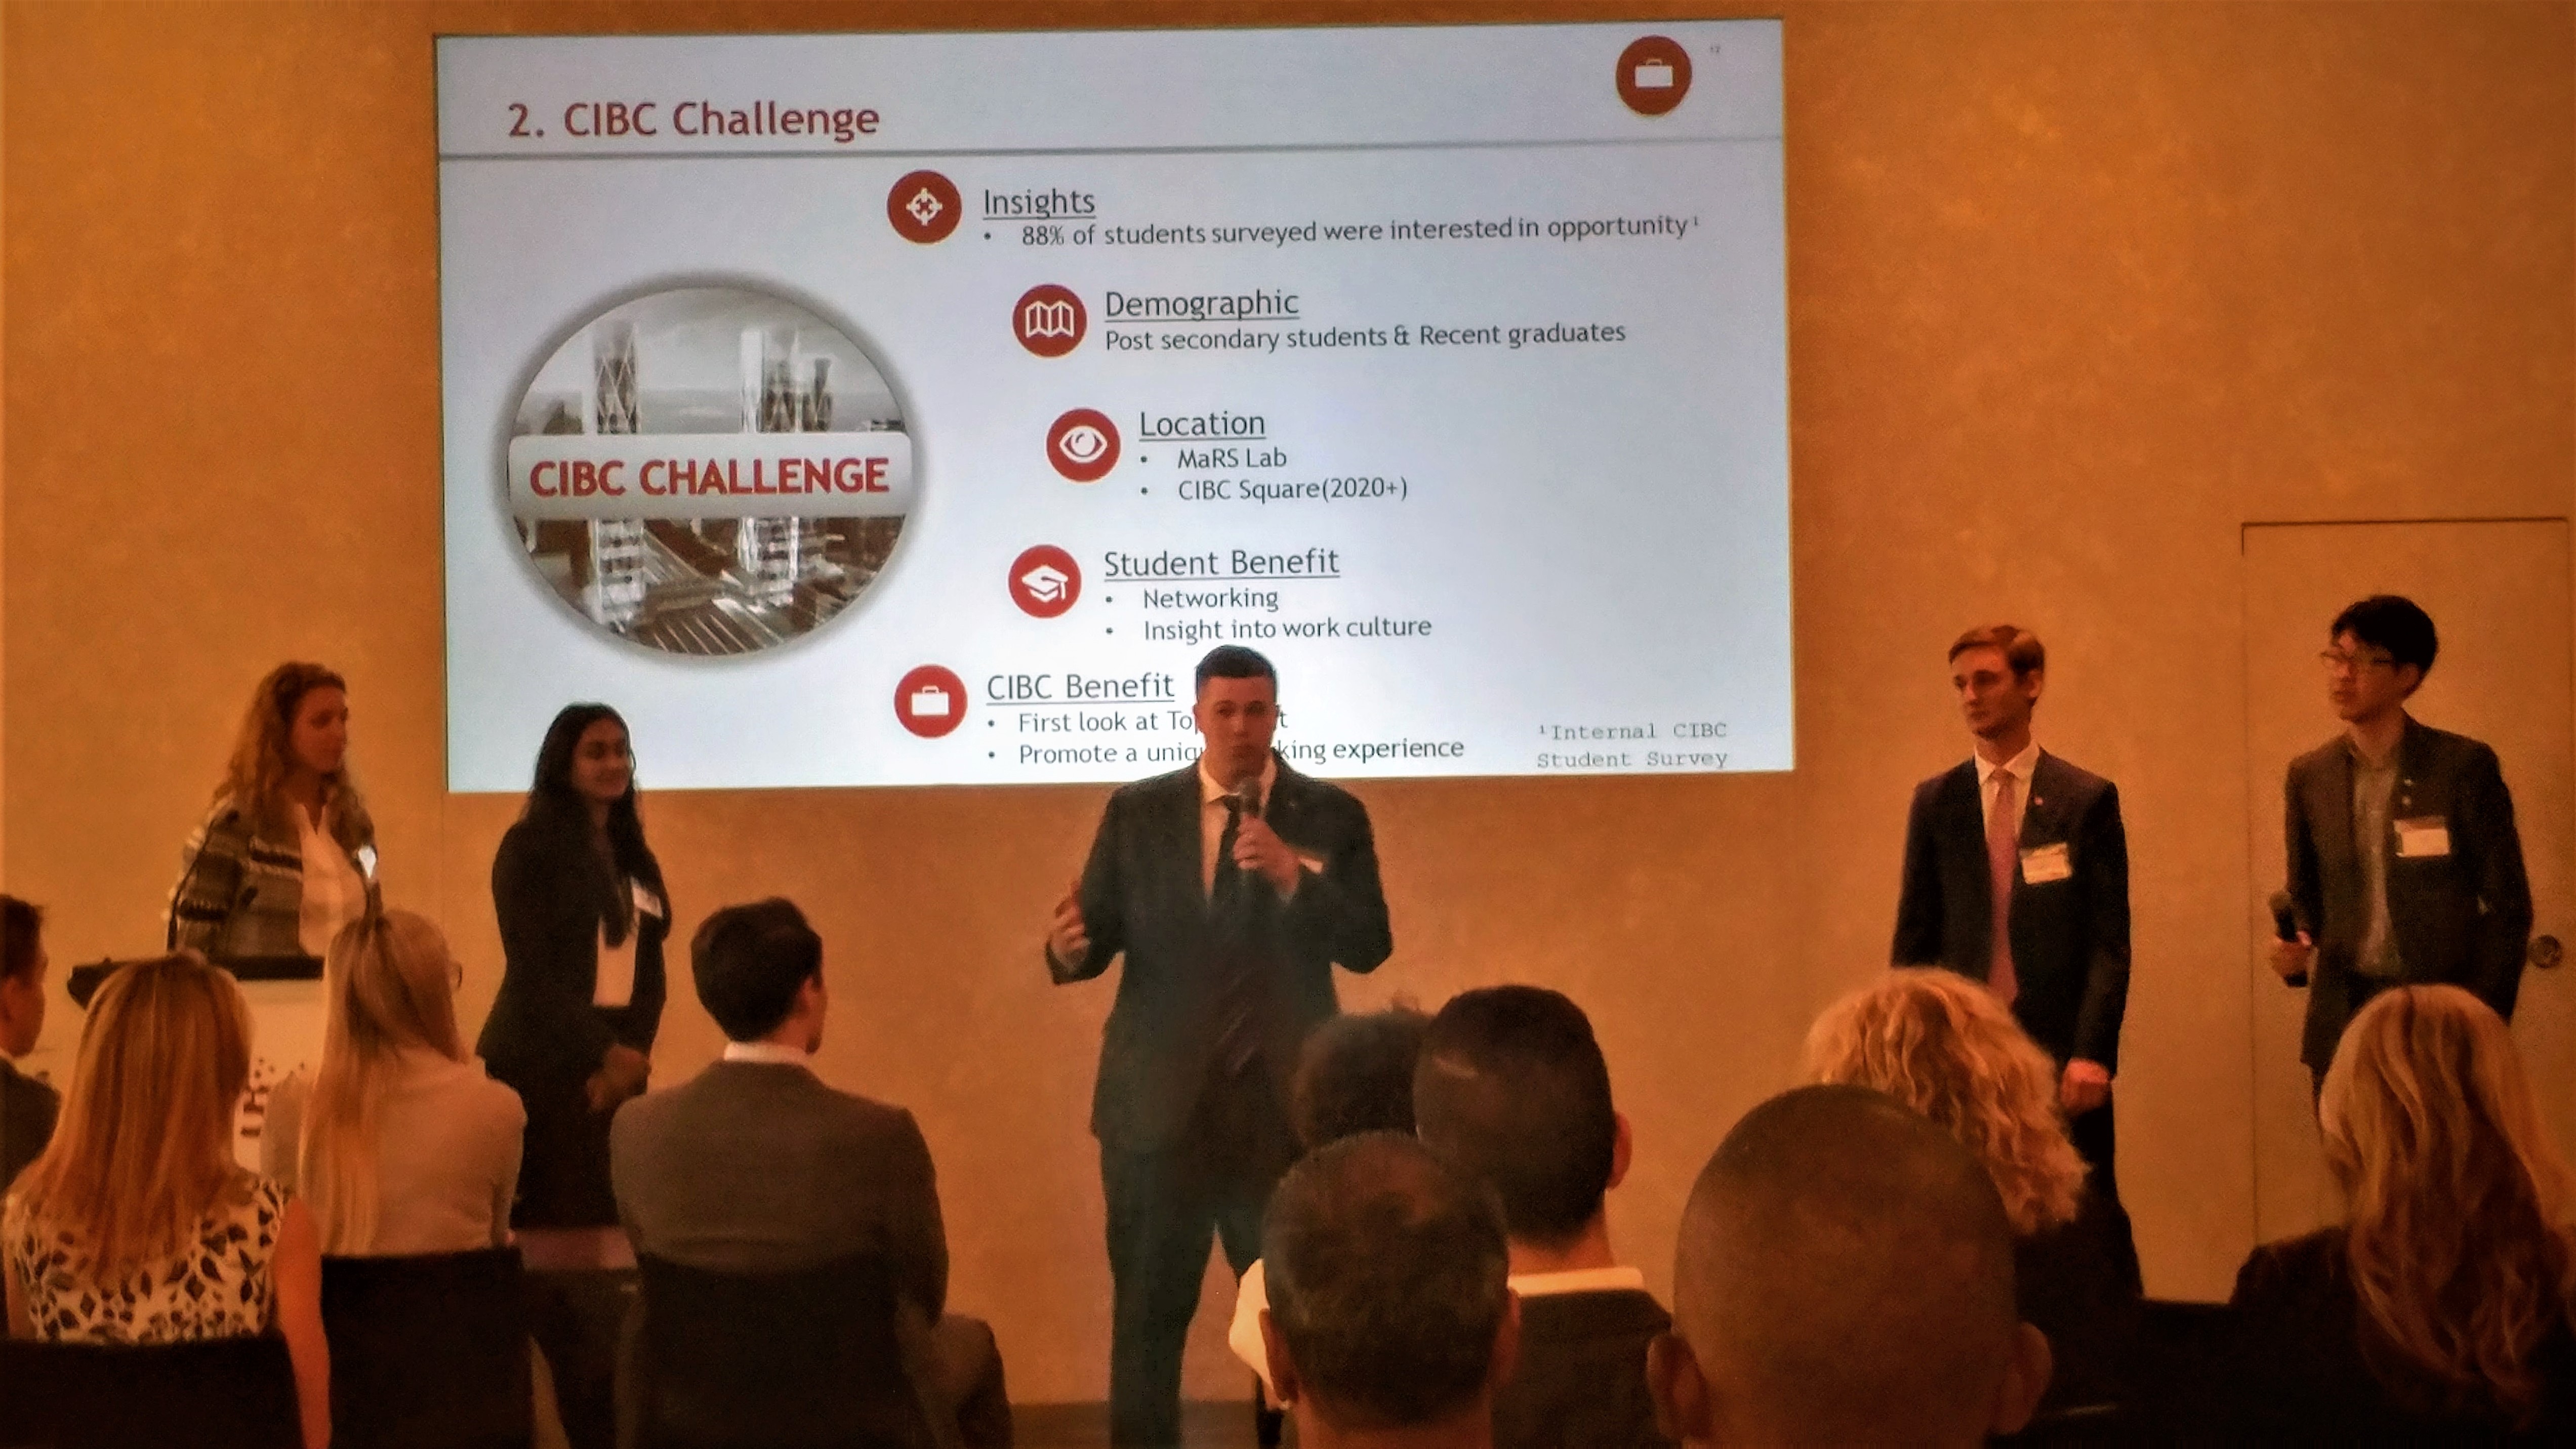 12
2. CIBC Challenge
Insights
• 88% of students surveyed were interested in opportunity¹
Demographic
Post secondary students & Recent graduates
CIBC CHALLENGE
Location
• MaRS Lab
• CIBC Square(2020+)
Student Benefit
• Networking
• Insight into work culture
CIBC Benefit
• First look at
• Promote a experience
¹Internal CIBC
Student Survey